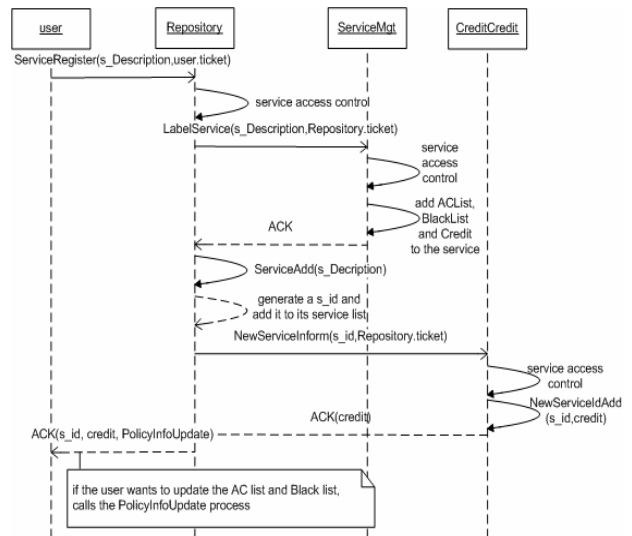 user
Repository
ServiceMgt
CreditCredit
ServiceRegister(s_Description,user.ticket)
service access control
LabelService(s_Description,Repository.ticket)
service
access
control
add ACList,
BlackList
and Credit
to the service
ACK
ServiceAdd(s_Decription)
generate a s_id and
add it to its service list
NewServiceInform(s_id,Repository.ticket)
service access
control
NewServiceIdAdd
(s_id,credit)
ACK(credit)
ACK(s_id, credit, PolicyInfoUpdate)
if the user wants to update the AC list and Black list,
calls the PolicyInfoUpdate process